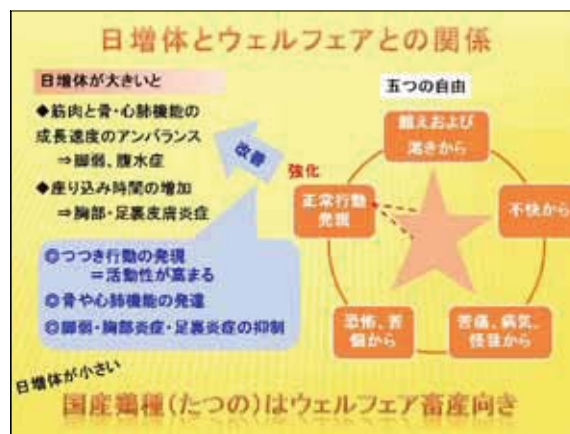 日増体とウェルフェアとの関係
日増体が大きいと
◆筋肉と骨・心肺機能の
成長速度のアンバランス
⇒脚弱、腹水症
◆座り込み時間の増加
⇒胸部・足裏皮膚炎症
改善
◎つつき行動の発現
＝活動性が高まる
◎骨や心肺機能の発達
◎脚弱・胸部炎症・足裏炎症の抑制
日増体が小さい
五つの自由
飢えおよび
渇きから
強化
正常行動
発現
不快から
恐怖、苦
悩から
苦痛、病気、
怪我から
国産鶏種(たつの)はウェルフェア畜産向き